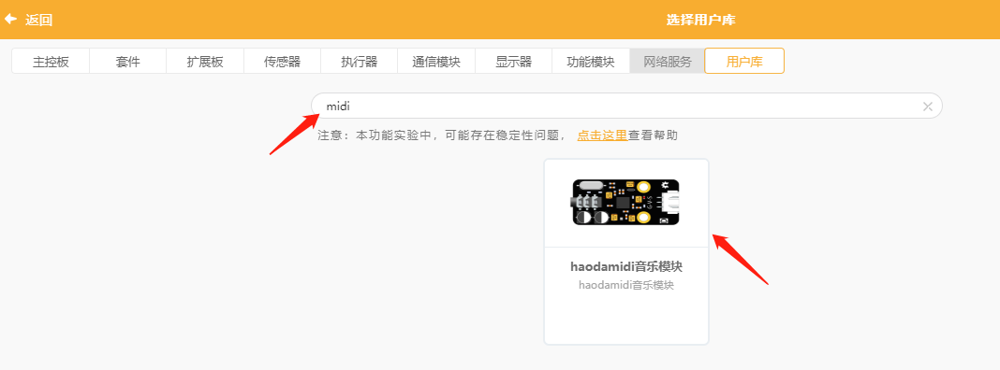 返回 选择用户库
主控板 套件 扩展板 传感器 执行器 通信模块 显示器 功能模块 网络服务 用户库
midi
注意：本功能实验中，可能存在稳定性问题， 点击这里查看帮助
haodamidi音乐模块
haodamidi音乐模块